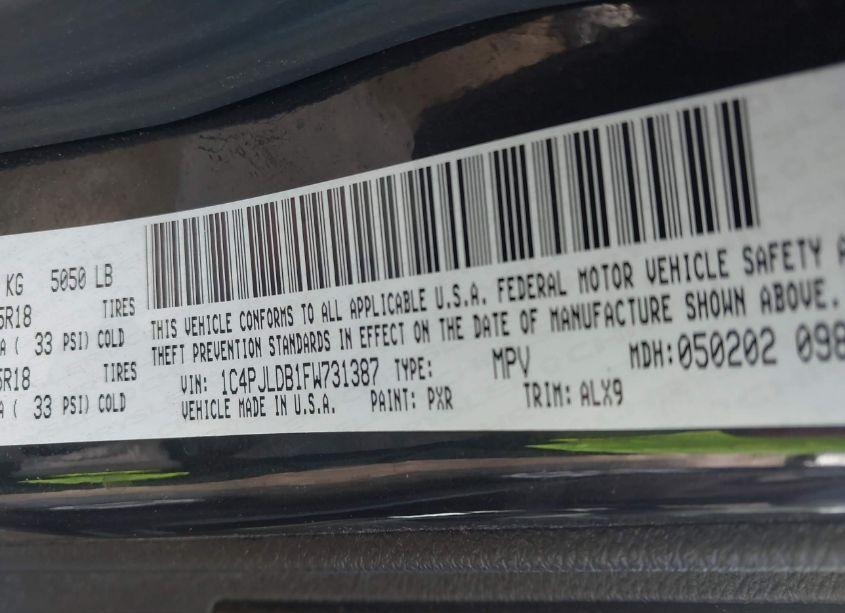 KG 5050 LB
5R18 TIRES
A ( 33 PSI) COLD
5R18 TIRES
A ( 33 PSI) COLD
THIS VEHICLE CONFORMS TO ALL APPLICABLE U.S.A. FEDERAL MOTOR VEHICLE SAFETY A
THEFT PREVENTION STANDARDS IN EFFECT ON THE DATE OF MANUFACTURE SHOWN ABOVE.
VIN: 1C4PJLDB1FW731387 TYPE: MPV MDH:050202 098
VEHICLE MADE IN U.S.A. PAINT: PXR TRIM: ALX9